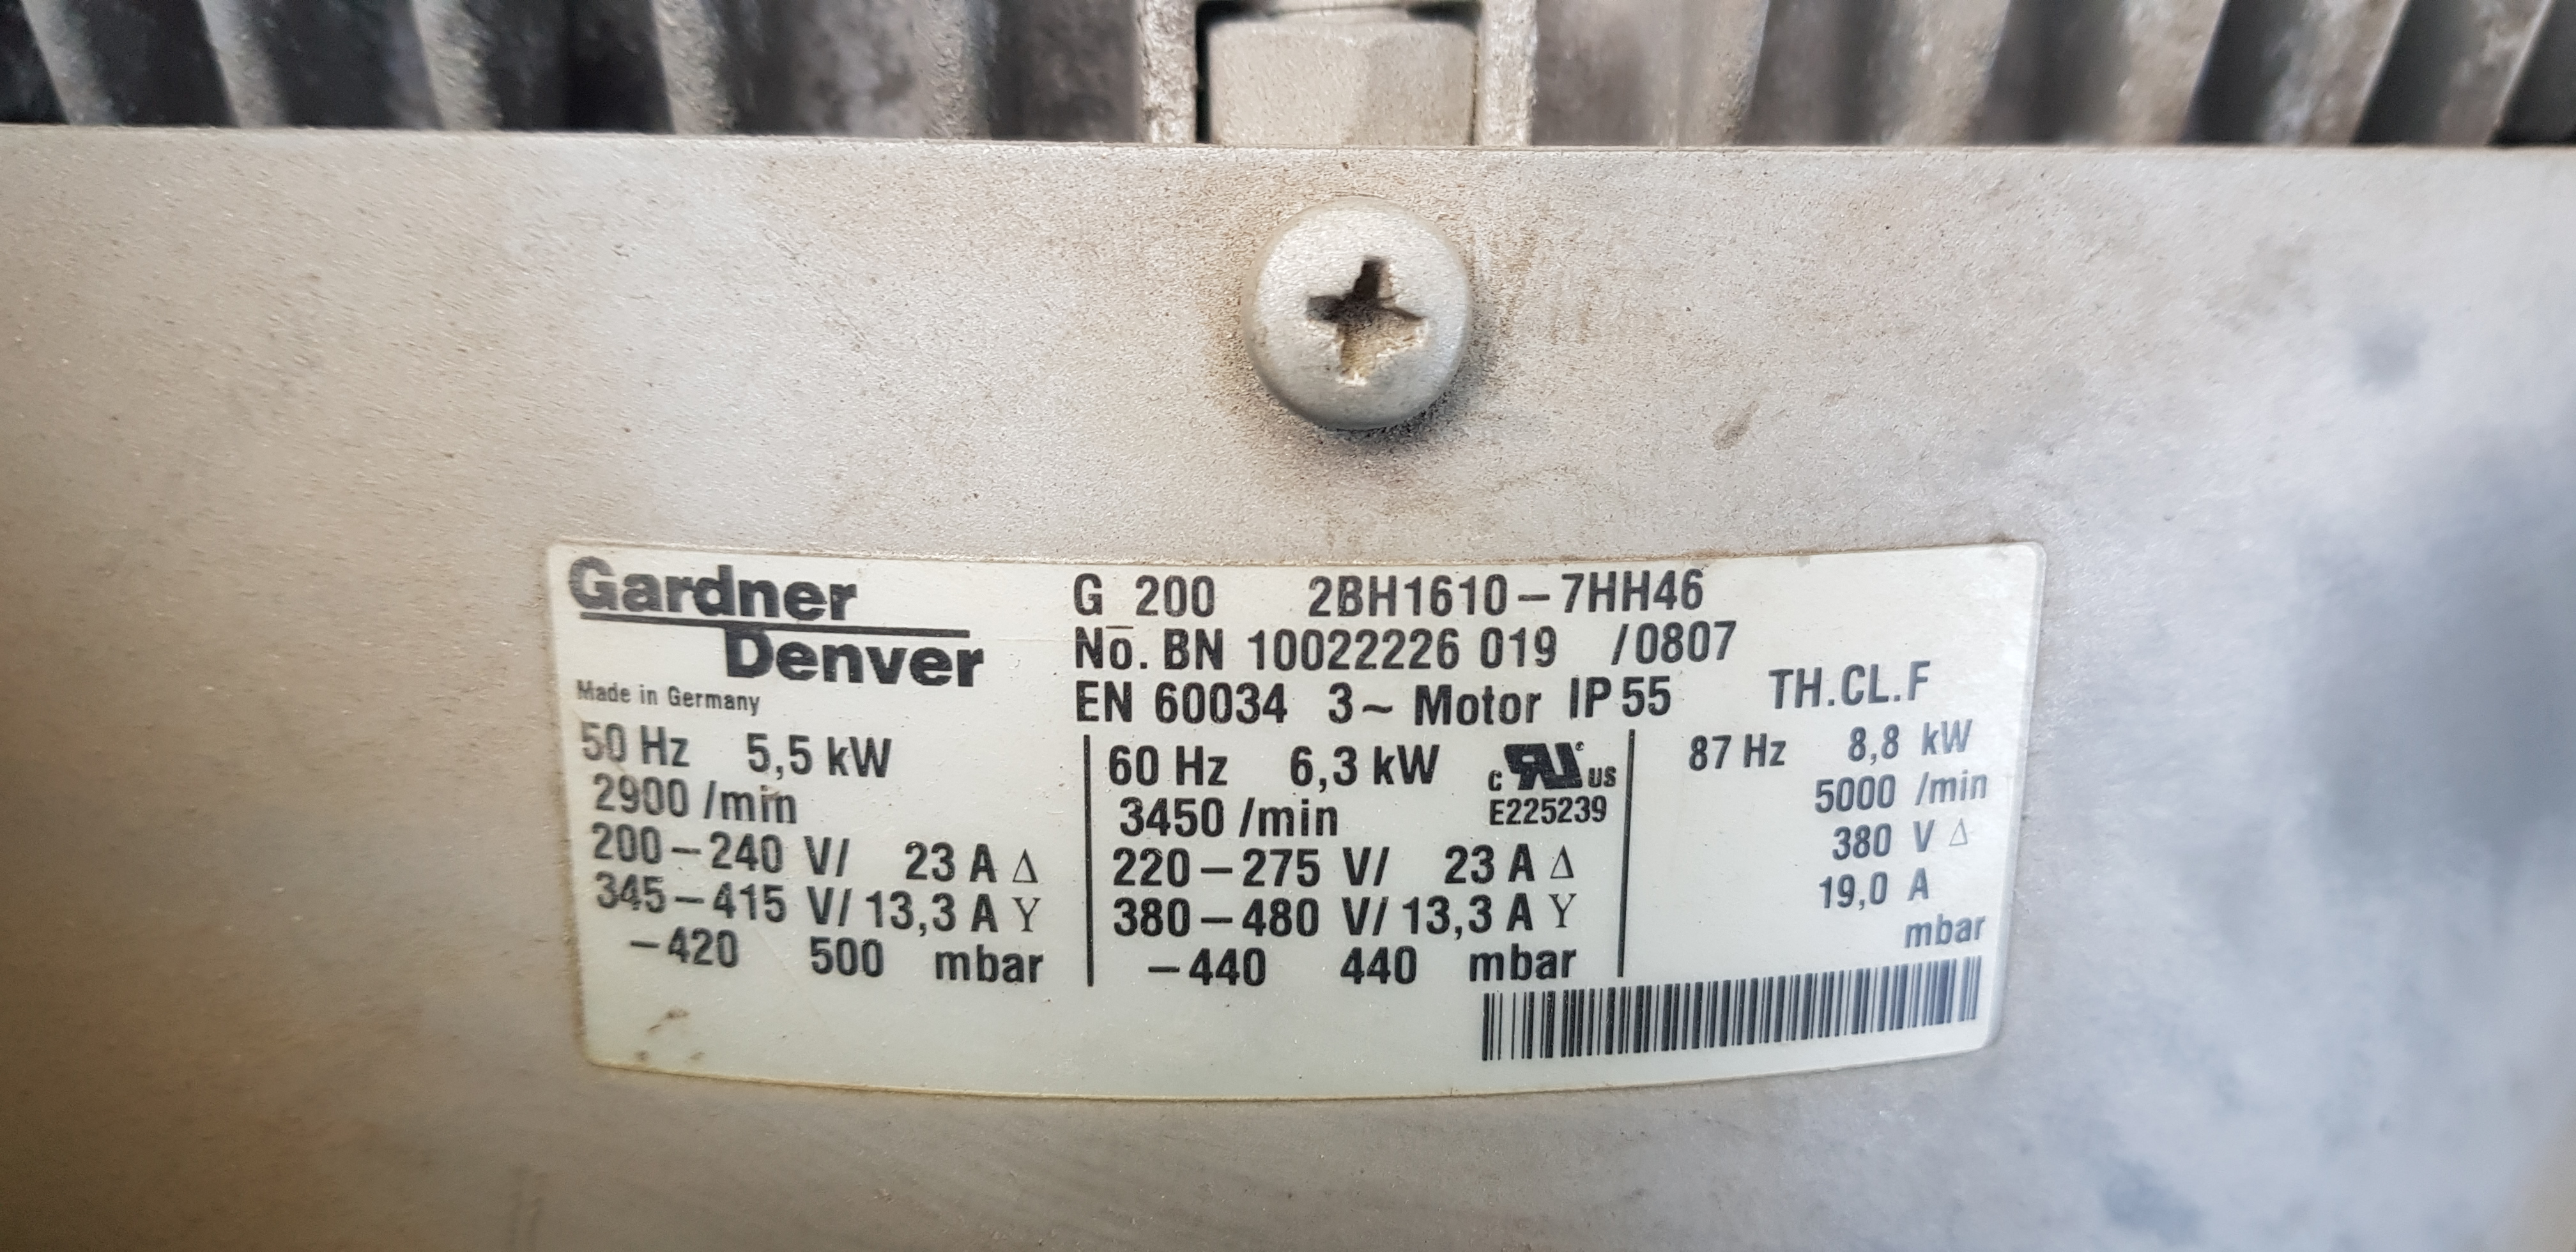 Gardner
Denver
Made in Germany
G_200 2BH1610-7HH46
No. BN 10022226 019 /0807
EN 60034 3~ Motor IP 55 TH.CL.F
50 Hz 5,5 kW
2900 /min
200-240 V/ 23 A Δ
345-415 V/ 13,3 A Y
-420 500 mbar
60 Hz 6,3 kW
c RU us
E225239
3450 /min
220-275 V/ 23 A Δ
380-480 V/ 13,3 A Y
-440 440 mbar
87 Hz 8,8 kW
5000 /min
380 V Δ
19,0 A
mbar